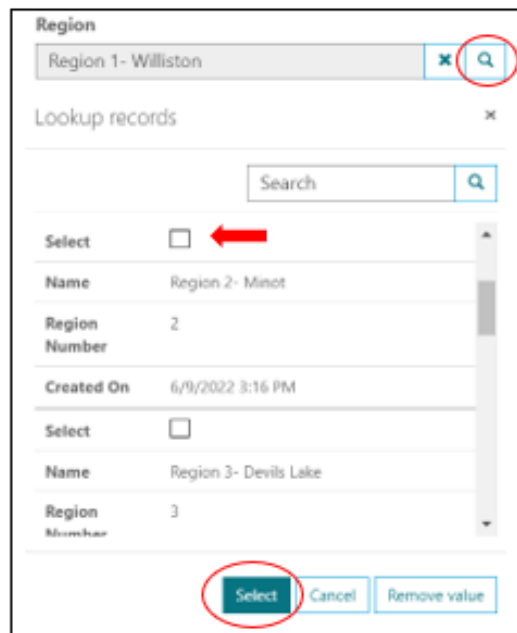 Region
Region 1- Williston
Lookup records
Search
Select
Name Region 2- Minot
Region 2
Number
Created On 6/9/2022 3:16 PM
Select
Name Region 3- Devils Lake
Region 3
Number
Select Cancel Remove value